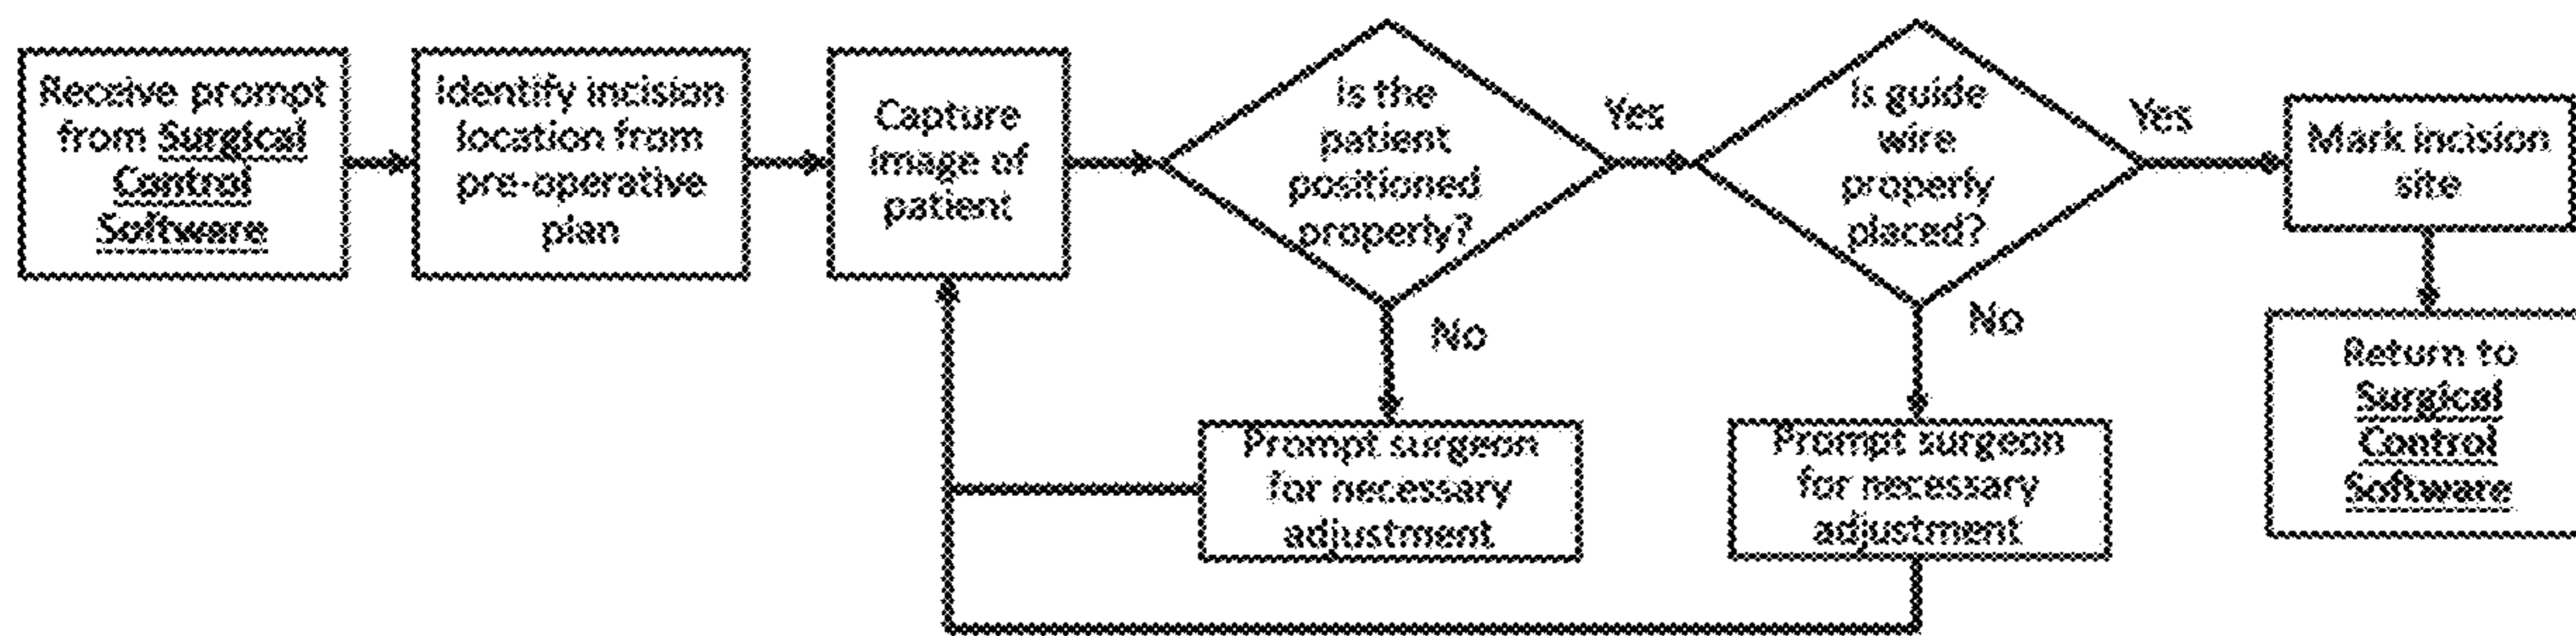 Receive prompt
from Surgical
Control
Software
Identify incision
location from
pre-operative
plan
Capture
image of
patient
Is the
patient
positioned
properly?
Yes
No
Prompt surgeon
for necessary
adjustment
Is guide
wire
properly
placed?
Yes
No
Prompt surgeon
for necessary
adjustment
Mark incision
site
Return to
Surgical
Control
Software